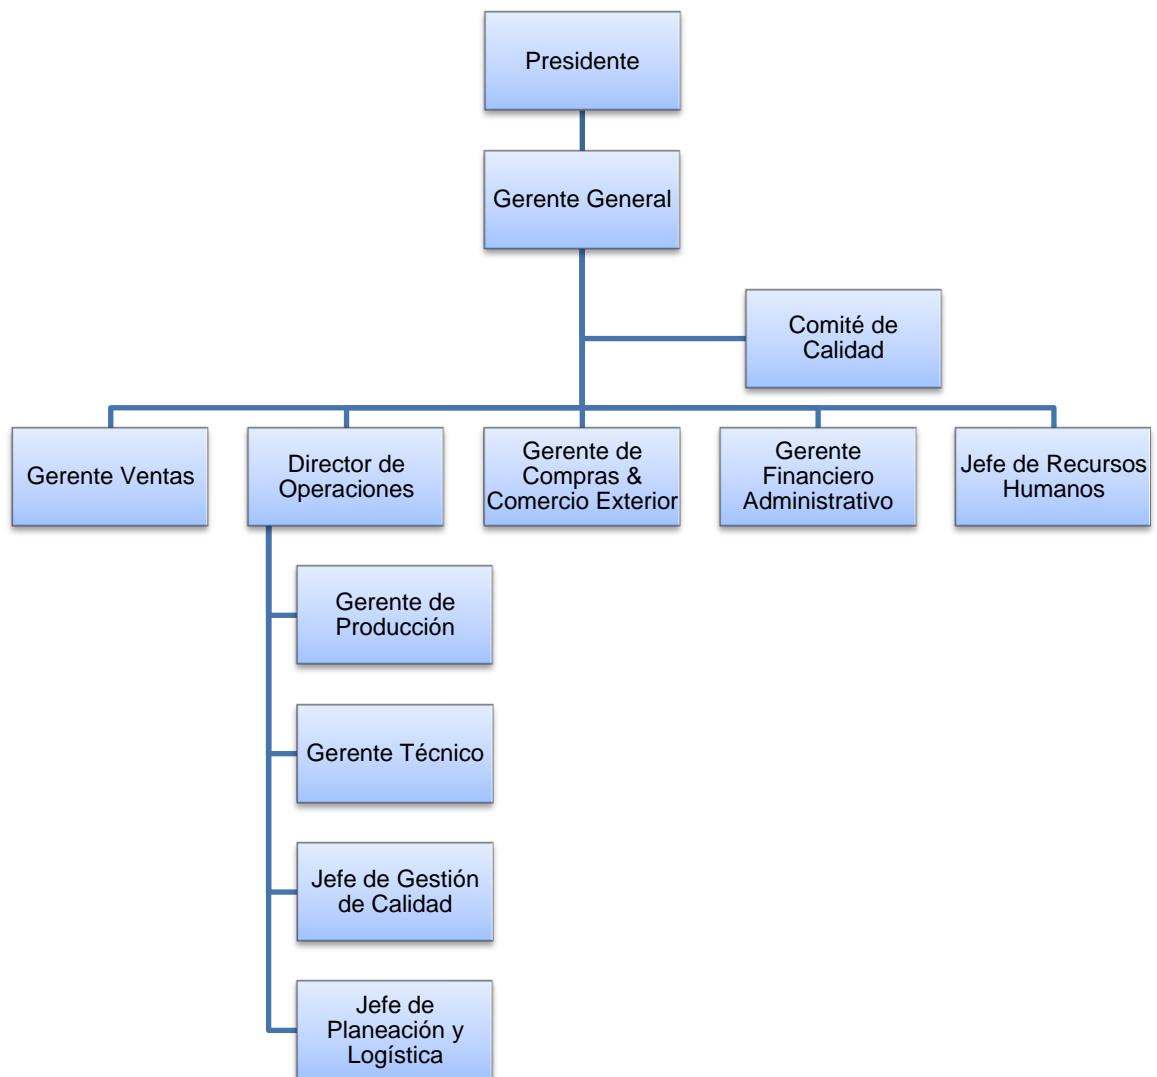 Presidente
Gerente General
Comité de
Calidad
Gerente Ventas
Director de
Operaciones
Gerente de
Compras &
Comercio Exterior
Gerente
Financiero
Administrativo
Jefe de Recursos
Humanos
Gerente de
Producción
Gerente Técnico
Jefe de Gestión
de Calidad
Jefe de
Planeación y
Logística